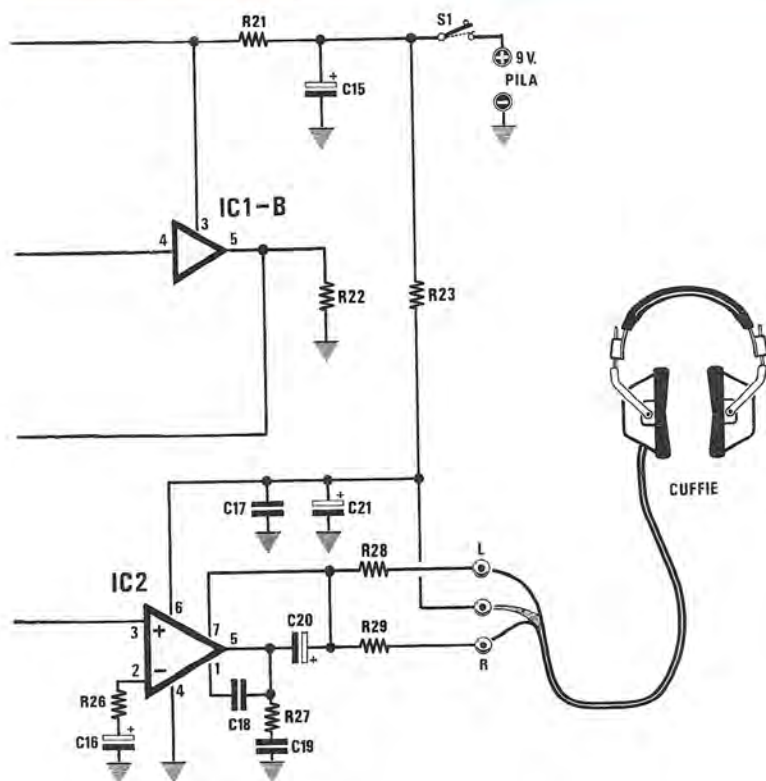 R21
S1
+
9V.
PILA
-
+
C15
IC1-B
3
4
5
R22
R23
CUFFIE
C17
+
C21
R28
L
IC2
6
7
3
+
5
C20
+
R29
R
2
-
1
4
R26
C18
R27
+
C16
C19